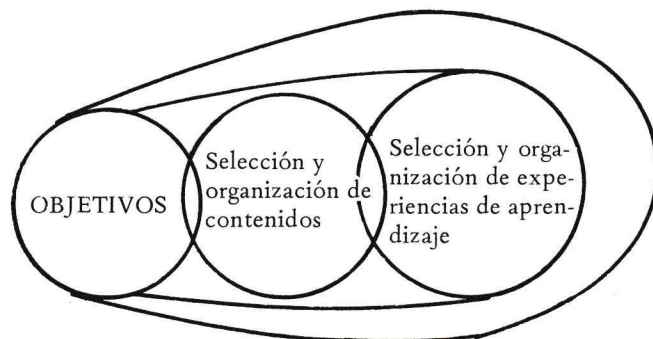 OBJETIVOS
Selección y
organización de
contenidos
Selección y orga-
nización de expe-
riencias de apren-
dizaje